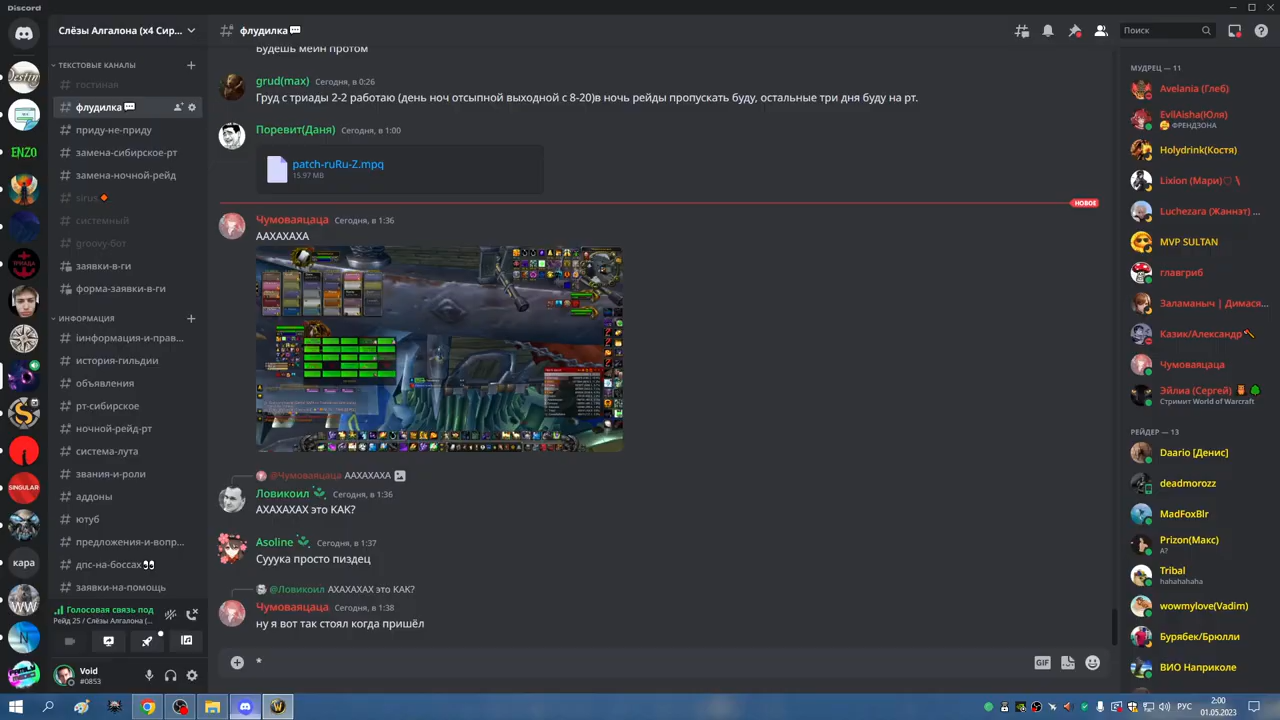 Discord
Слёзы Алгалона (x4 Сир...
флудилка
Поиск
ТЕКСТОВЫЕ КАНАЛЫ
гостиная
флудилка
приду-не-приду
замена-сибирское-рт
замена-ночной-рейд
sirus
системный
groovy-бот
заявки-в-ги
форма-заявки-в-ги
ИНФОРМАЦИЯ
ℹинформация-и-прав...
история-гильдии
объявления
рт-сибирское
ночной-рейд-рт
система-лута
звания-и-роли
аддоны
ютуб
предложения-и-вопр...
дпс-на-боссах
заявки-на-помощь
Голосовая связь под
Рейд 25 / Слёзы Алгалона (...
Void
#0853
Destiny
ENZO
ТРИАДА
SINGULARI
кара
WW
будешь мейн протом
grud(max) Сегодня, в 0:26
Груд с триады 2-2 работаю (день ноч отсыпной выходной с 8-20)в ночь рейды пропускать буду, остальные три дня буду на рт.
Поревит(Даня) Сегодня, в 1:00
patch-ruRu-Z.mpq
15.97 MB
НОВОЕ
Чумоваяцаца Сегодня, в 1:36
ААХАХАХА
@Чумоваяцаца ААХАХАХА
Ловикоил Сегодня, в 1:36
АХАХАХАХ это КАК?
Asoline Сегодня, в 1:37
Сууука просто пиздец
@Ловикоил АХАХАХАХ это КАК?
Чумоваяцаца Сегодня, в 1:38
ну я вот так стоял когда пришёл
*
GIF
МУДРЕЦ — 11
Avelania (Глеб)
EvilAisha(Юля)
ФРЕНДЗОНА
Holydrink(Костя)
Lixion (Мари)♡
Luchezara (Жаннэт) ...
MVP SULTAN
главгриб
Заламаныч | Димася...
Казик/Александр
Чумоваяцаца
Эйлиа (Сергей)
Стримит World of Warcraft
РЕЙДЕР — 13
Daario [Денис]
deadmorozz
MadFoxBlr
Prizon(Макс)
А?
Tribal
hahahahaha
wowmylove(Vadim)
Бурябек/Брюлли
ВИО Наприколе
РУС
2:00
01.05.2023